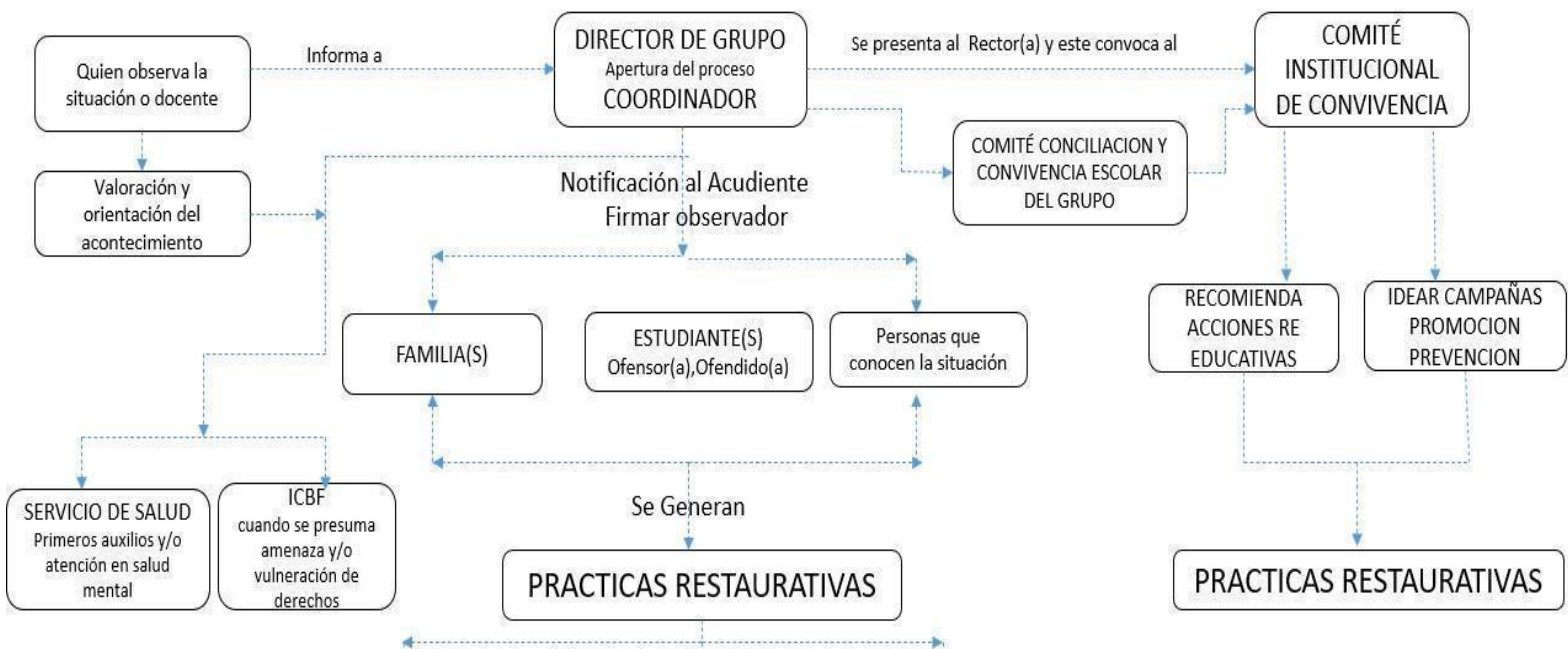 Quien observa la
situación o docente
Informa a
DIRECTOR DE GRUPO
Apertura del proceso
COORDINADOR
Se presenta al Rector(a) y este convoca al
COMITÉ
INSTITUCIONAL
DE CONVIVENCIA
Valoración y
orientación del
acontecimiento
Notificación al Acudiente
Firmar observador
COMITÉ CONCILIACION Y
CONVIVENCIA ESCOLAR
DEL GRUPO
FAMILIA(S)
ESTUDIANTE(S)
Ofensor(a),Ofendido(a)
Personas que
conocen la situación
RECOMIENDA
ACCIONES RE
EDUCATIVAS
IDEAR CAMPAÑAS
PROMOCION
PREVENCION
SERVICIO DE SALUD
Primeros auxilios y/o
atención en salud
mental
ICBF
cuando se presuma
amenaza y/o
vulneración de
derechos
Se Generan
PRACTICAS RESTAURATIVAS
PRACTICAS RESTAURATIVAS